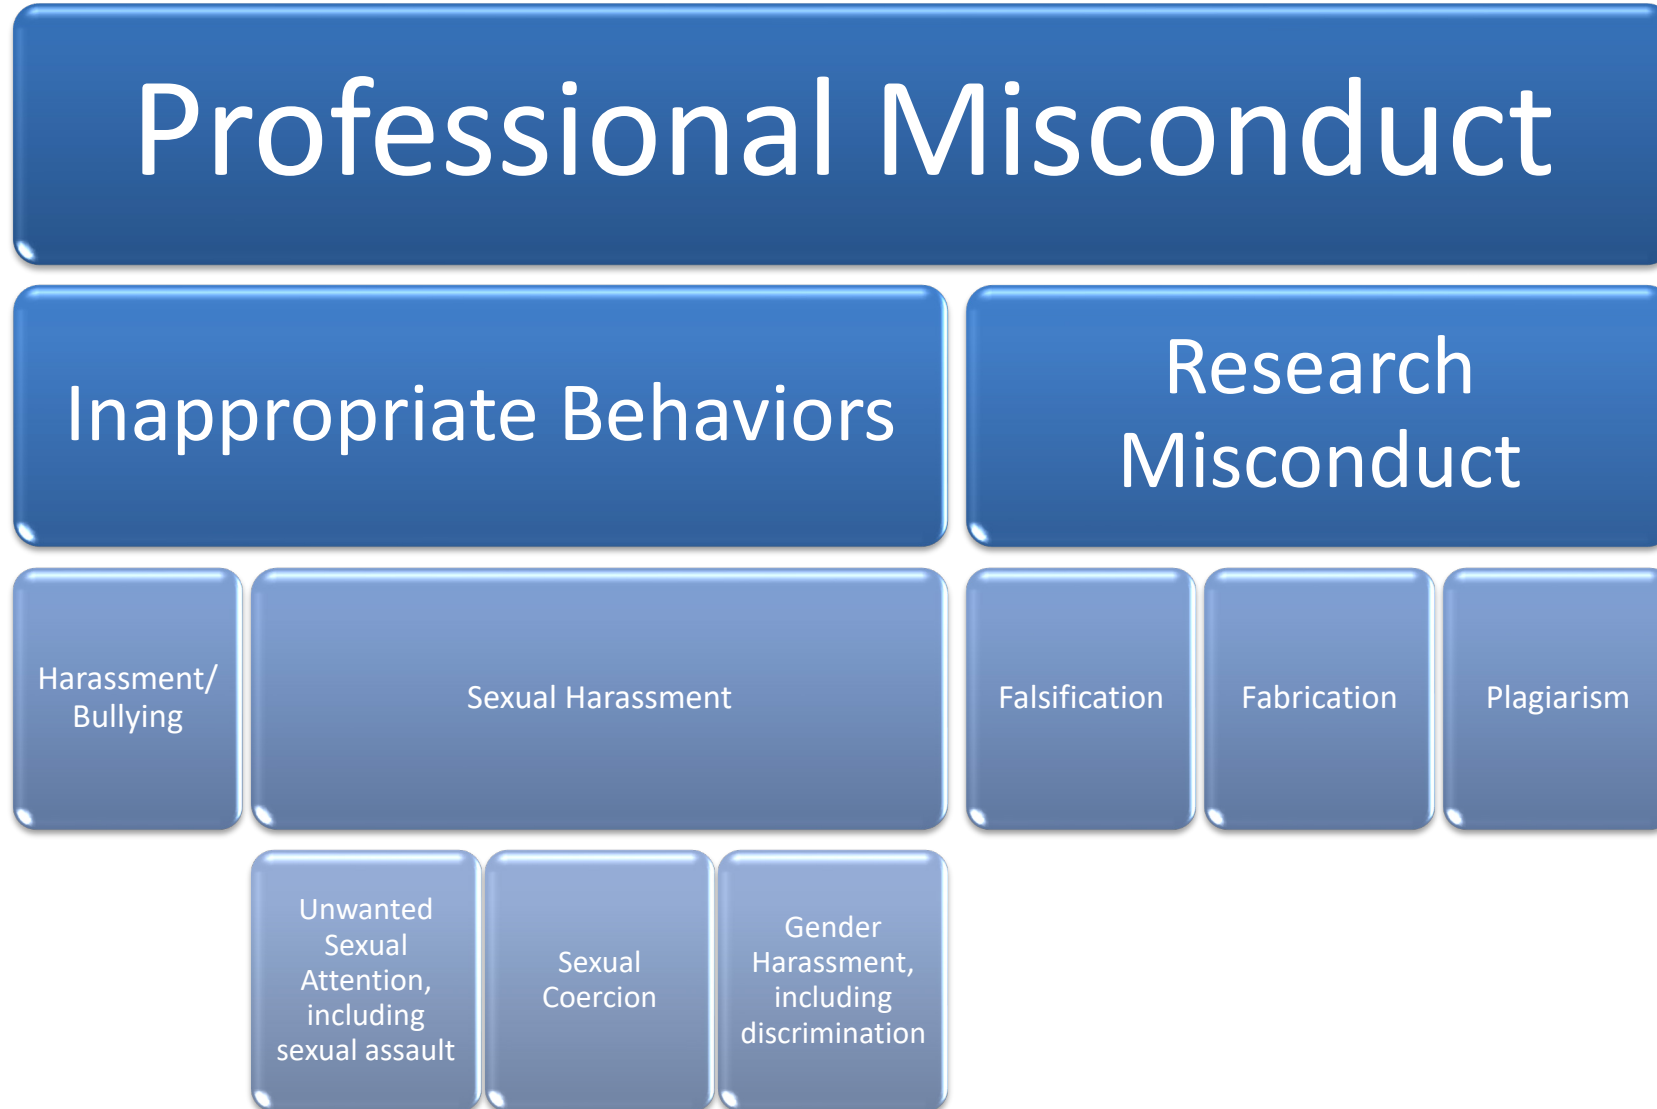 Professional Misconduct
Inappropriate Behaviors
Research
Misconduct
Harassment/
Bullying
Sexual Harassment
Falsification
Fabrication
Plagiarism
Unwanted
Sexual
Attention,
including
sexual assault
Sexual
Coercion
Gender
Harassment,
including
discrimination